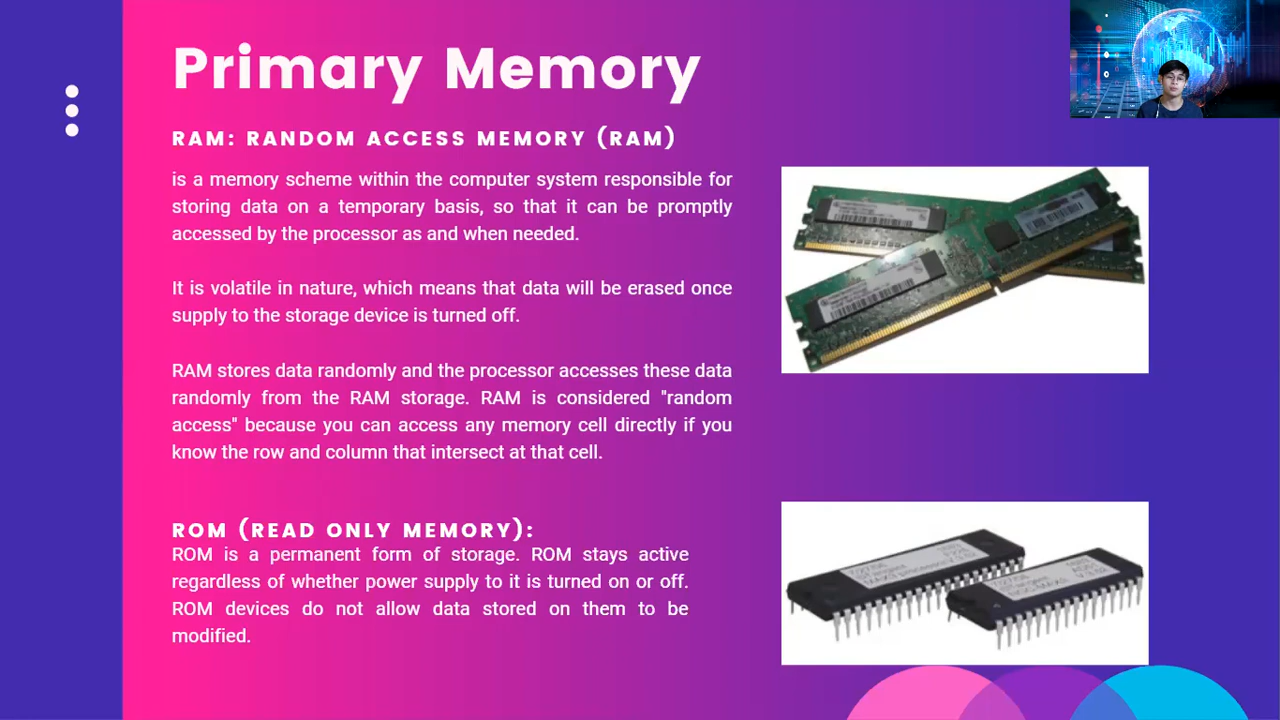 Primary Memory
RAM: RANDOM ACCESS MEMORY (RAM)
is a memory scheme within the computer system responsible for
storing data on a temporary basis, so that it can be promptly
accessed by the processor as and when needed.
It is volatile in nature, which means that data will be erased once
supply to the storage device is turned off.
RAM stores data randomly and the processor accesses these data
randomly from the RAM storage. RAM is considered "random
access" because you can access any memory cell directly if you
know the row and column that intersect at that cell.
ROM (READ ONLY MEMORY):
ROM is a permanent form of storage. ROM stays active
regardless of whether power supply to it is turned on or off.
ROM devices do not allow data stored on them to be
modified.